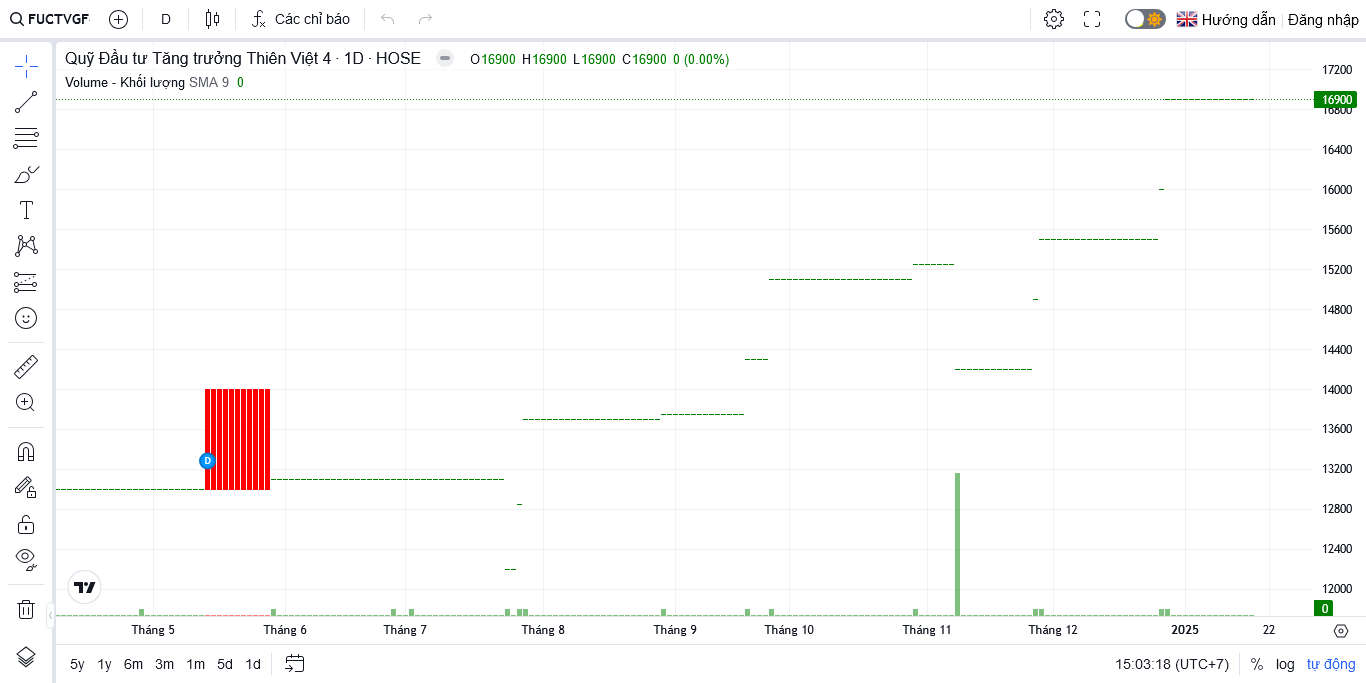 FUCTVGF D Các chỉ báo Hướng dẫn Đăng nhập
Quỹ Đầu tư Tăng trưởng Thiên Việt 4 · 1D · HOSE O16900 H16900 L16900 C16900 0 (0.00%)
Volume - Khối lượng SMA 9 0
17200
16900
16800
16400
16000
15600
15200
14800
14400
14000
13600
13200
D
12800
12400
12000
0
Tháng 5 Tháng 6 Tháng 7 Tháng 8 Tháng 9 Tháng 10 Tháng 11 Tháng 12 2025 22
5y 1y 6m 3m 1m 5d 1d 15:03:18 (UTC+7) % log tự động